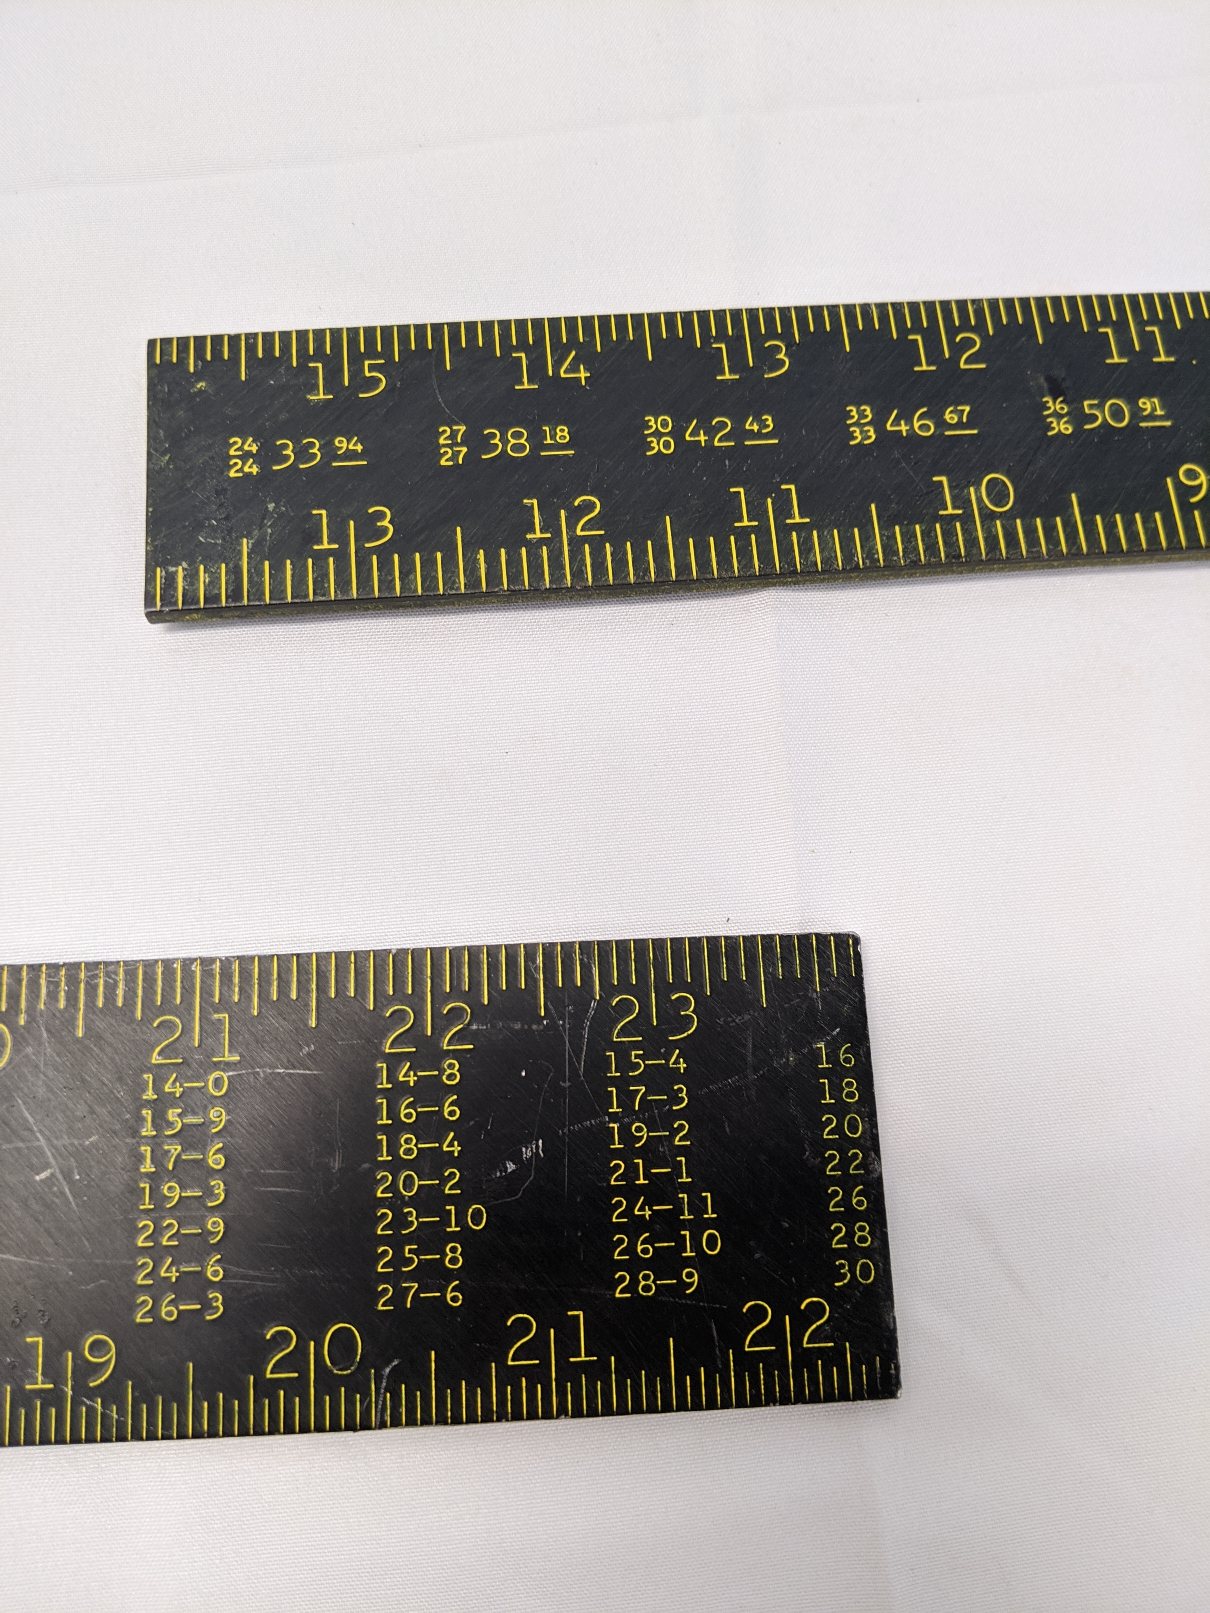 15 14 13 12 11
24 24 33 94 27 27 38 18 30 30 42 43 33 33 46 67 36 36 50 91
13 12 11 10 9
21 22 23
14-0 14-8 15-4 16
15-9 16-6 17-3 18
17-6 18-4 19-2 20
19-3 20-2 21-1 22
22-9 23-10 24-11 26
24-6 25-8 26-10 28
26-3 27-6 28-9 30
19 20 21 22